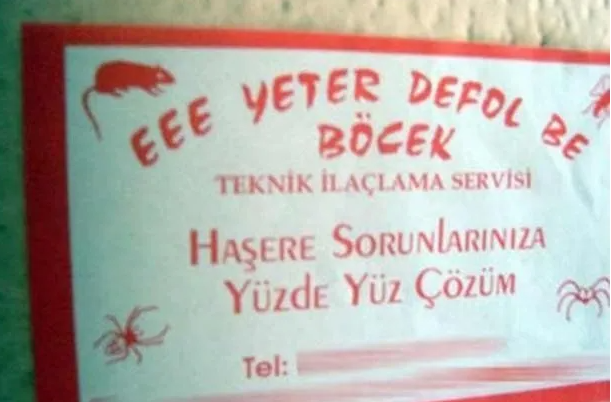 EEE YETER DEFOL BE
BÖCEK
TEKNİK İLAÇLAMA SERVİSİ
HAŞERE SORUNLARINIZA
YÜZDE YÜZ ÇÖZÜM
Tel: